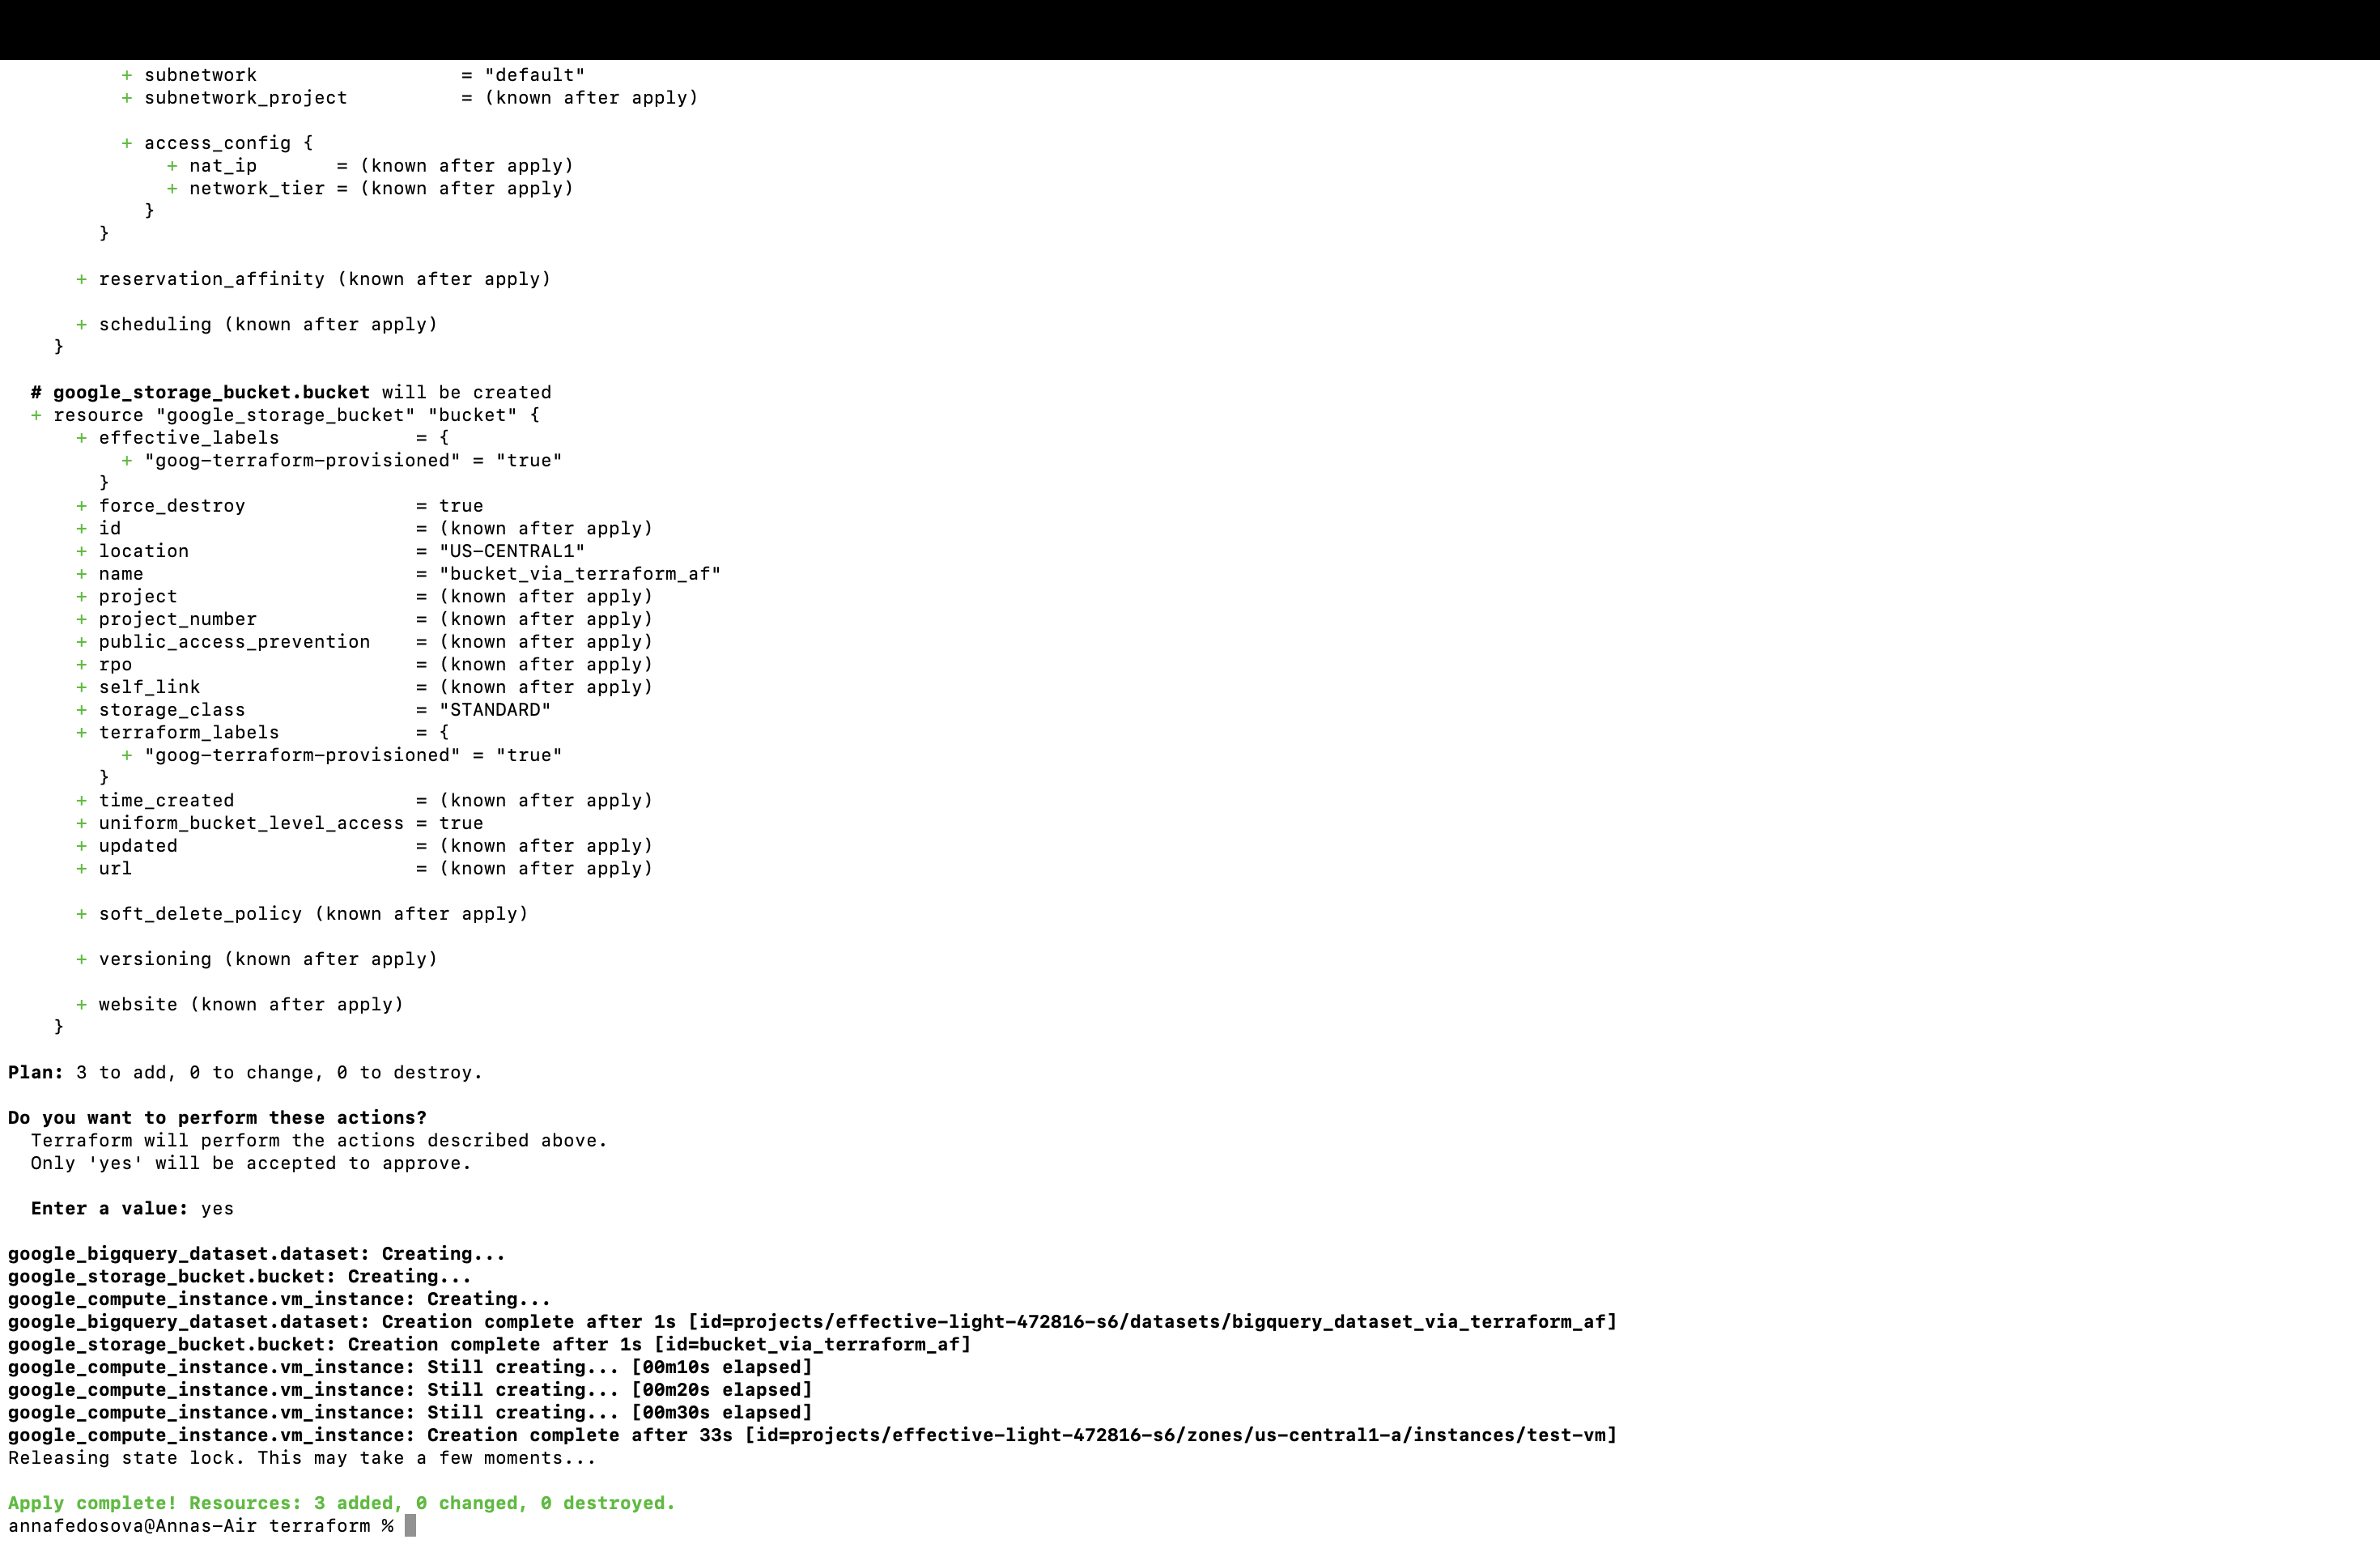 + subnetwork                  = "default"
+ subnetwork_project          = (known after apply)
+ access_config {
+ nat_ip       = (known after apply)
+ network_tier = (known after apply)
}
}
+ reservation_affinity (known after apply)
+ scheduling (known after apply)
}
# google_storage_bucket.bucket will be created
+ resource "google_storage_bucket" "bucket" {
+ effective_labels            = {
+ "goog-terraform-provisioned" = "true"
}
+ force_destroy               = true
+ id                          = (known after apply)
+ location                    = "US-CENTRAL1"
+ name                        = "bucket_via_terraform_af"
+ project                     = (known after apply)
+ project_number              = (known after apply)
+ public_access_prevention    = (known after apply)
+ rpo                         = (known after apply)
+ self_link                   = (known after apply)
+ storage_class               = "STANDARD"
+ terraform_labels            = {
+ "goog-terraform-provisioned" = "true"
}
+ time_created                = (known after apply)
+ uniform_bucket_level_access = true
+ updated                     = (known after apply)
+ url                         = (known after apply)
+ soft_delete_policy (known after apply)
+ versioning (known after apply)
+ website (known after apply)
}
Plan: 3 to add, 0 to change, 0 to destroy.
Do you want to perform these actions?
Terraform will perform the actions described above.
Only 'yes' will be accepted to approve.
Enter a value: yes
google_bigquery_dataset.dataset: Creating...
google_storage_bucket.bucket: Creating...
google_compute_instance.vm_instance: Creating...
google_bigquery_dataset.dataset: Creation complete after 1s [id=projects/effective-light-472816-s6/datasets/bigquery_dataset_via_terraform_af]
google_storage_bucket.bucket: Creation complete after 1s [id=bucket_via_terraform_af]
google_compute_instance.vm_instance: Still creating... [00m10s elapsed]
google_compute_instance.vm_instance: Still creating... [00m20s elapsed]
google_compute_instance.vm_instance: Still creating... [00m30s elapsed]
google_compute_instance.vm_instance: Creation complete after 33s [id=projects/effective-light-472816-s6/zones/us-central1-a/instances/test-vm]
Releasing state lock. This may take a few moments...
Apply complete! Resources: 3 added, 0 changed, 0 destroyed.
annafedosova@Annas-Air terraform %